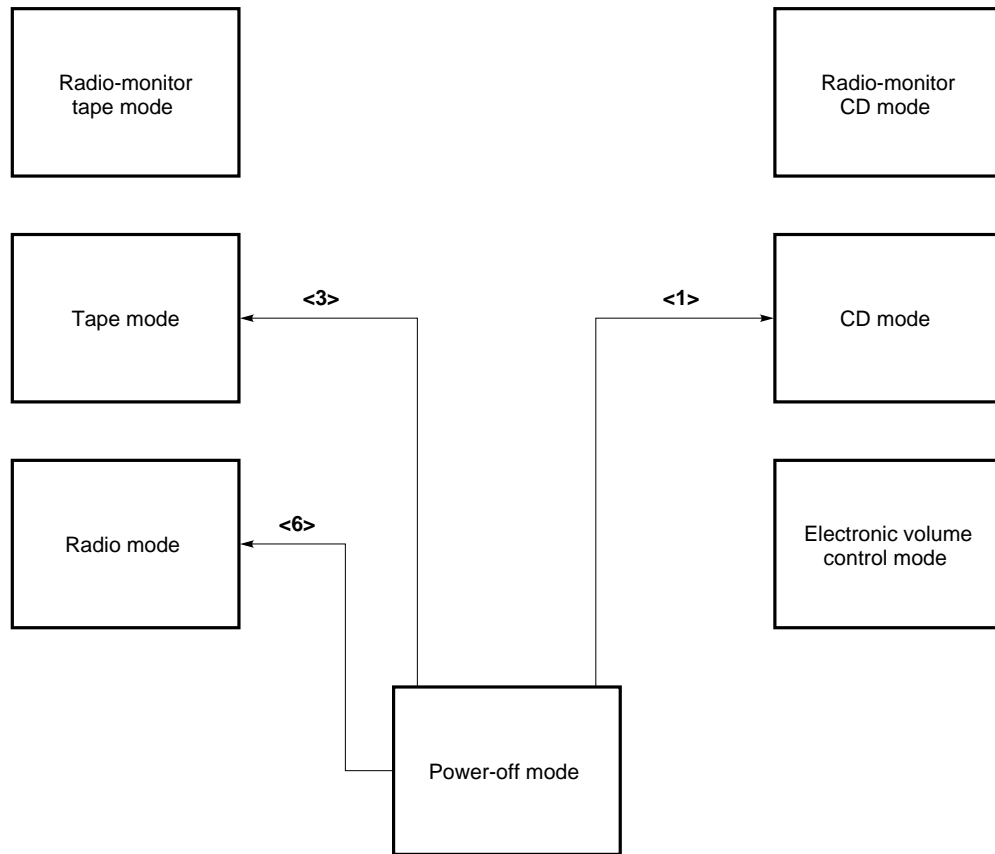 Radio-monitor
tape mode
Radio-monitor
CD mode
<3>
<1>
Tape mode
CD mode
<6>
Radio mode
Electronic volume
control mode
Power-off mode